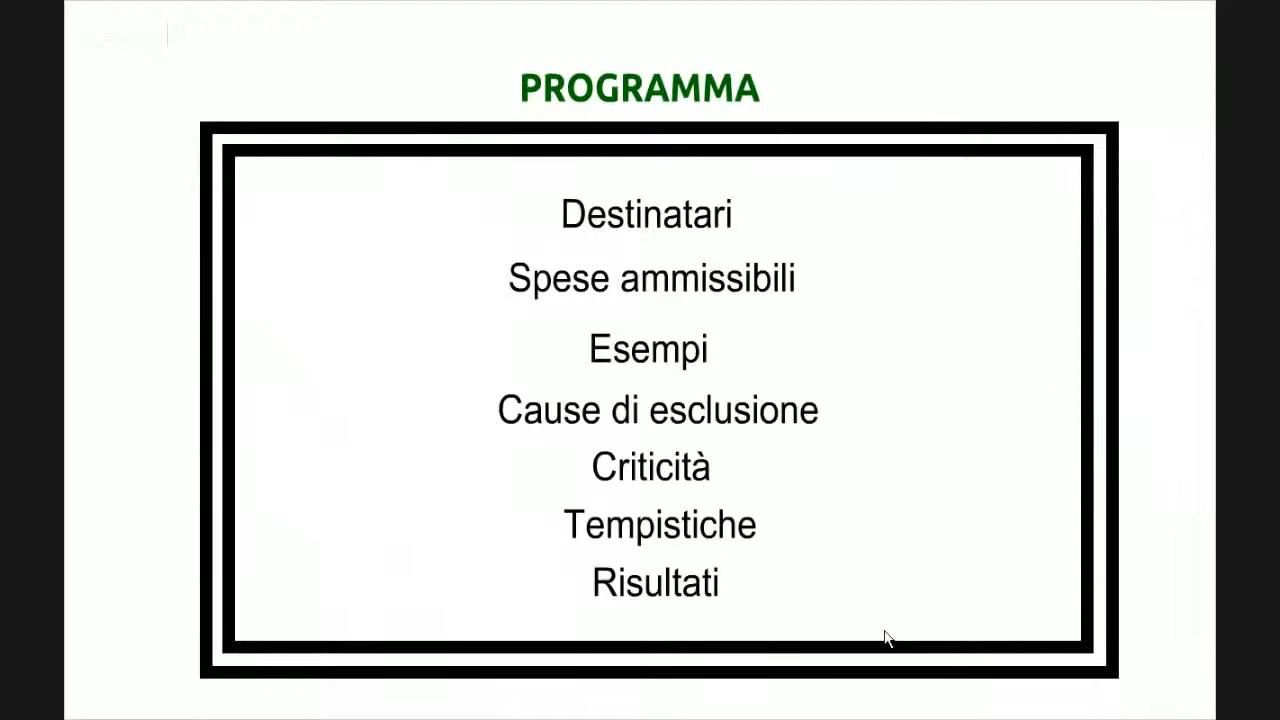 PROGRAMMA
Destinatari
Spese ammissibili
Esempi
Cause di esclusione
Criticità
Tempistiche
Risultati